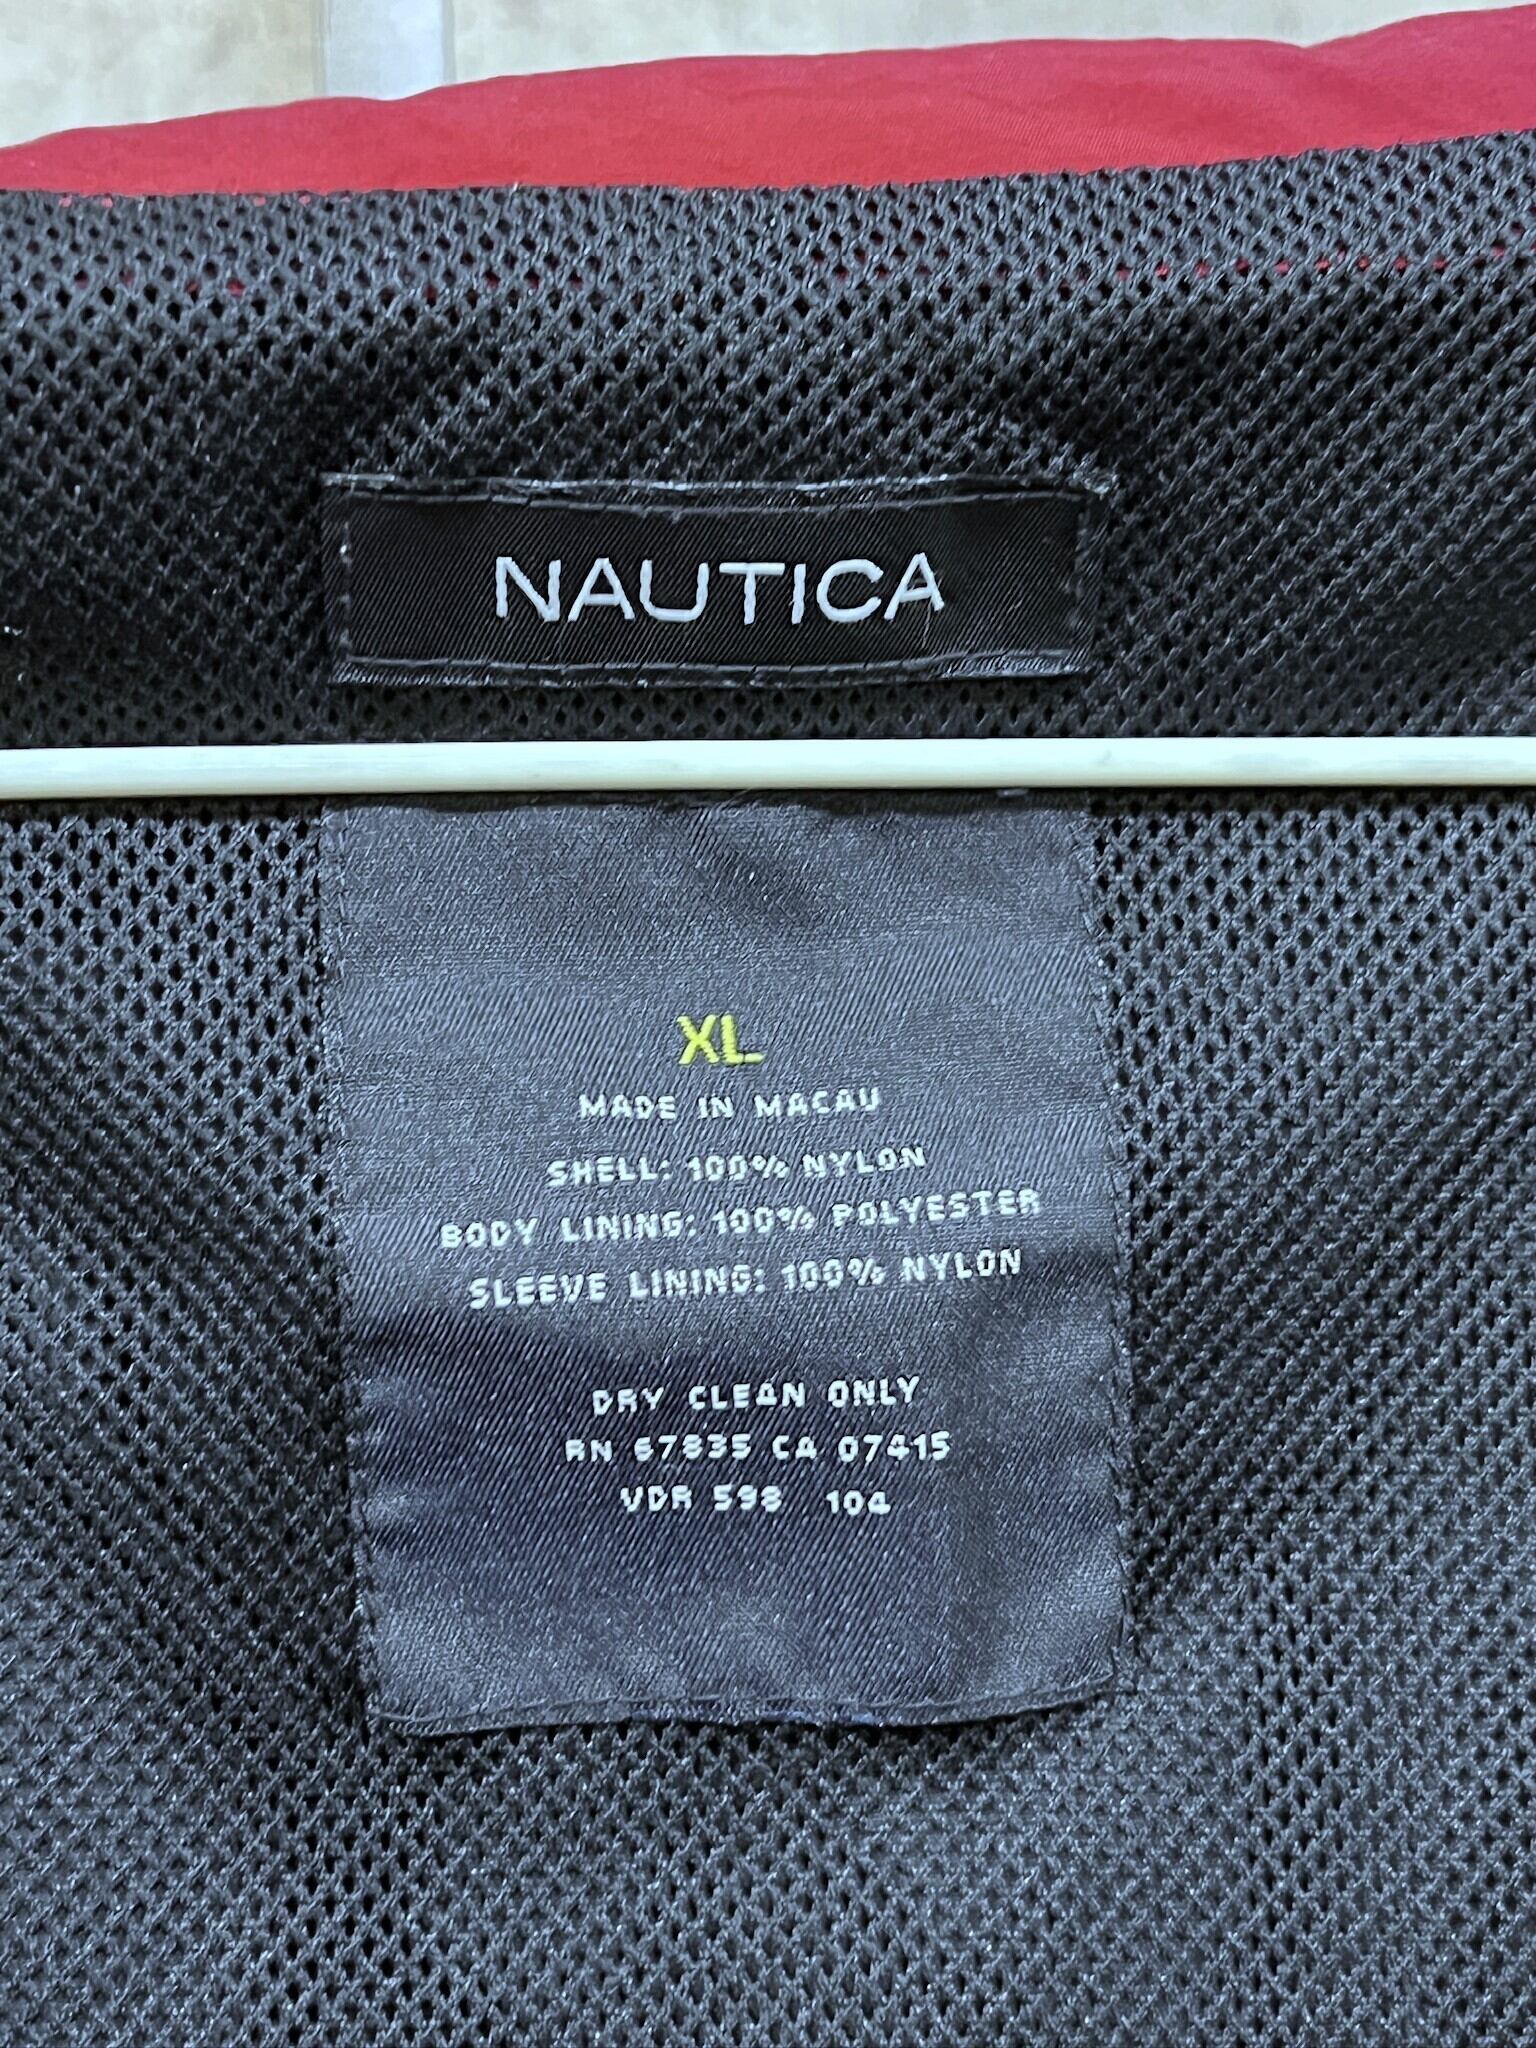 NAUTICA
XL
MADE IN MACAU
SHELL: 100% NYLON
BODY LINING: 100% POLYESTER
SLEEVE LINING: 100% NYLON
DRY CLEAN ONLY
RN 67835 CA 07415
VDR 598 104